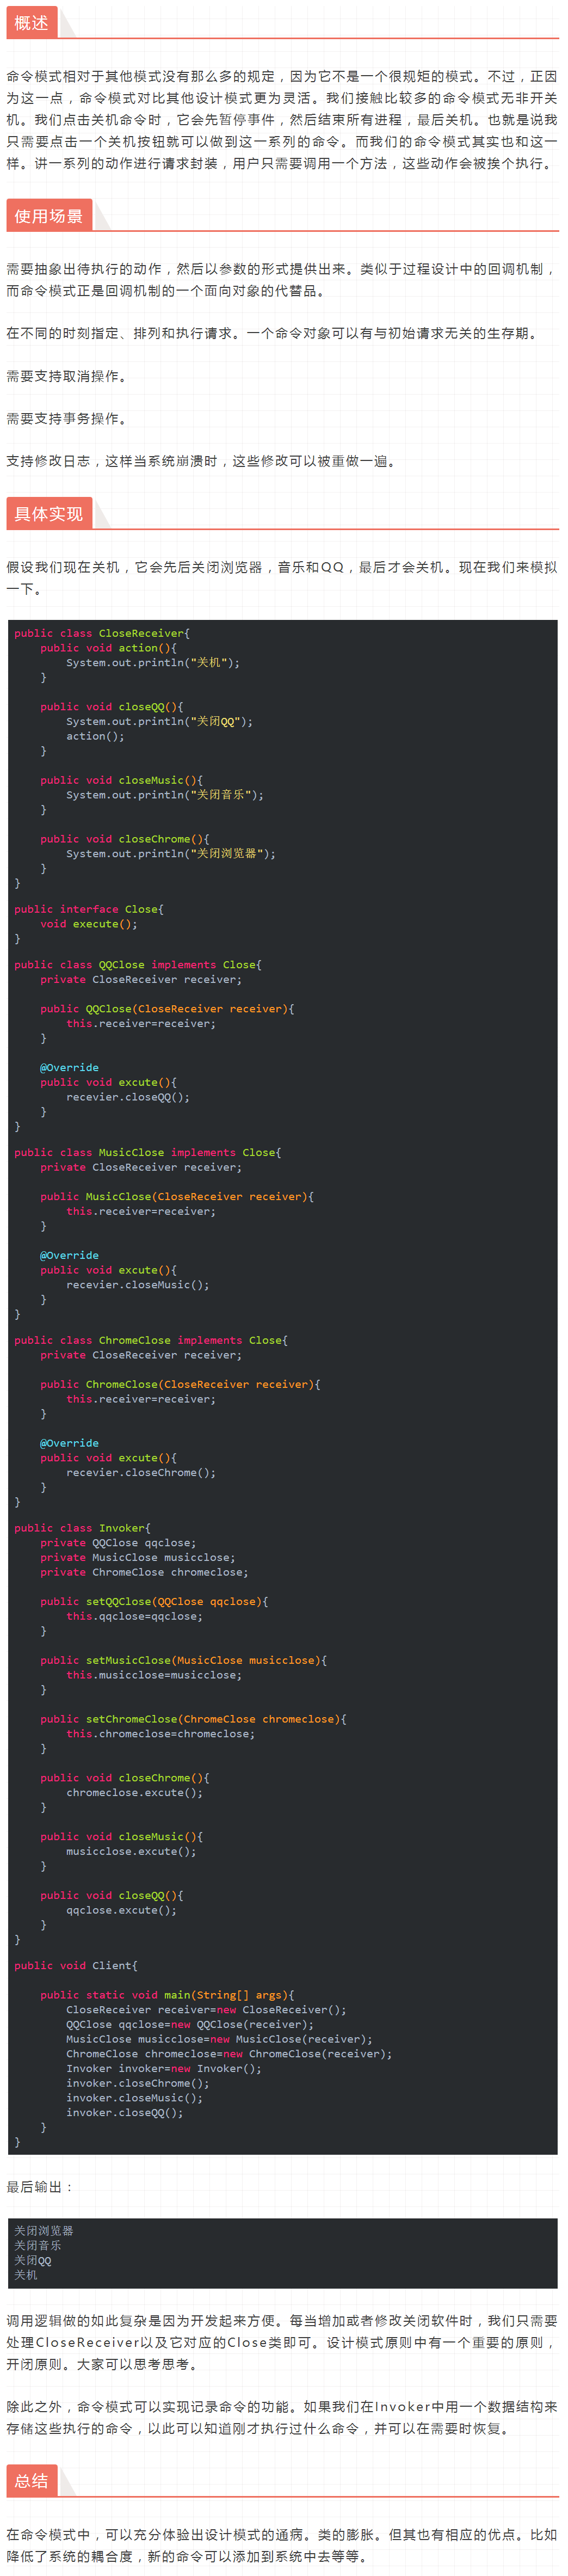 概述
命令模式相对于其他模式没有那么多的规定，因为它不是一个很规矩的模式。不过，正因
为这一点，命令模式对比其他设计模式更为灵活。我们接触比较多的命令模式无非开关
机。我们点击关机命令时，它会先暂停事件，然后结束所有进程，最后关机。也就是说我
只需要点击一个关机按钮就可以做到这一系列的命令。而我们的命令模式其实也和这一
样。讲一系列的动作进行请求封装，用户只需要调用一个方法，这些动作会被挨个执行。
使用场景
需要抽象出待执行的动作，然后以参数的形式提供出来。类似于过程设计中的回调机制，
而命令模式正是回调机制的一个面向对象的代替品。
在不同的时刻指定、排列和执行请求。一个命令对象可以有与初始请求无关的生存期。
需要支持取消操作。
需要支持事务操作。
支持修改日志，这样当系统崩溃时，这些修改可以被重做一遍。
具体实现
假设我们现在关机，它会先后关闭浏览器，音乐和QQ，最后才会关机。现在我们来模拟
一下。
public class CloseReceiver{
    public void action(){
        System.out.println("关机");
    }
    public void closeQQ(){
        System.out.println("关闭QQ");
        action();
    }
    public void closeMusic(){
        System.out.println("关闭音乐");
    }
    public void closeChrome(){
        System.out.println("关闭浏览器");
    }
}
public interface Close{
    void execute();
}
public class QQClose implements Close{
    private CloseReceiver receiver;
    public QQClose(CloseReceiver receiver){
        this.receiver=receiver;
    }
    @Override
    public void excute(){
        recevier.closeQQ();
    }
}
public class MusicClose implements Close{
    private CloseReceiver receiver;
    public MusicClose(CloseReceiver receiver){
        this.receiver=receiver;
    }
    @Override
    public void excute(){
        recevier.closeMusic();
    }
}
public class ChromeClose implements Close{
    private CloseReceiver receiver;
    public ChromeClose(CloseReceiver receiver){
        this.receiver=receiver;
    }
    @Override
    public void excute(){
        recevier.closeChrome();
    }
}
public class Invoker{
    private QQClose qqclose;
    private MusicClose musicclose;
    private ChromeClose chromeclose;
    public setQQClose(QQClose qqclose){
        this.qqclose=qqclose;
    }
    public setMusicClose(MusicClose musicclose){
        this.musicclose=musicclose;
    }
    public setChromeClose(ChromeClose chromeclose){
        this.chromeclose=chromeclose;
    }
    public void closeChrome(){
        chromeclose.excute();
    }
    public void closeMusic(){
        musicclose.excute();
    }
    public void closeQQ(){
        qqclose.excute();
    }
}
public void Client{
    public static void main(String[] args){
        CloseReceiver receiver=new CloseReceiver();
        QQClose qqclose=new QQClose(receiver);
        MusicClose musicclose=new MusicClose(receiver);
        ChromeClose chromeclose=new ChromeClose(receiver);
        Invoker invoker=new Invoker();
        invoker.closeChrome();
        invoker.closeMusic();
        invoker.closeQQ();
    }
}
最后输出：
关闭浏览器
关闭音乐
关闭QQ
关机
调用逻辑做的如此复杂是因为开发起来方便。每当增加或者修改关闭软件时，我们只需要
处理CloseReceiver以及它对应的Close类即可。设计模式原则中有一个重要的原则，
开闭原则。大家可以思考思考。
除此之外，命令模式可以实现记录命令的功能。如果我们在Invoker中用一个数据结构来
存储这些执行的命令，以此可以知道刚才执行过什么命令，并可以在需要时恢复。
总结
在命令模式中，可以充分体验出设计模式的通病。类的膨胀。但其也有相应的优点。比如
降低了系统的耦合度，新的命令可以添加到系统中去等等。